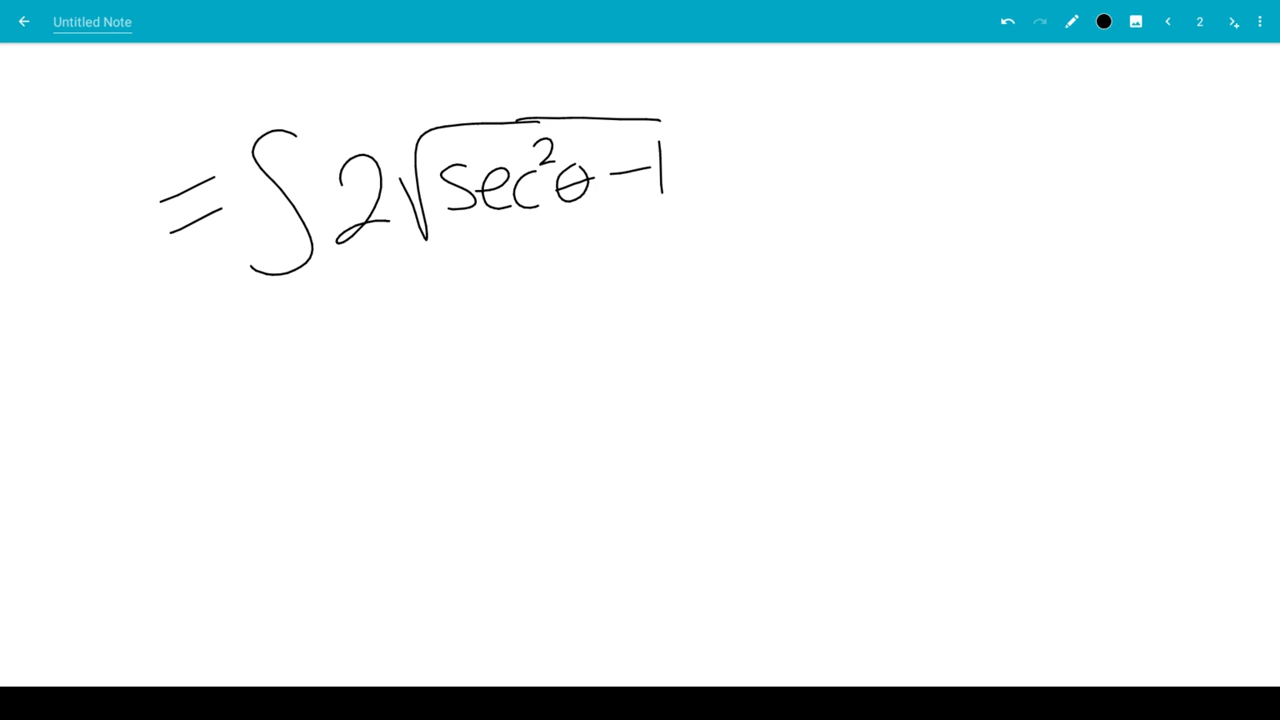 Untitled Note
2
= ∫ 2√(sec²θ – 1)